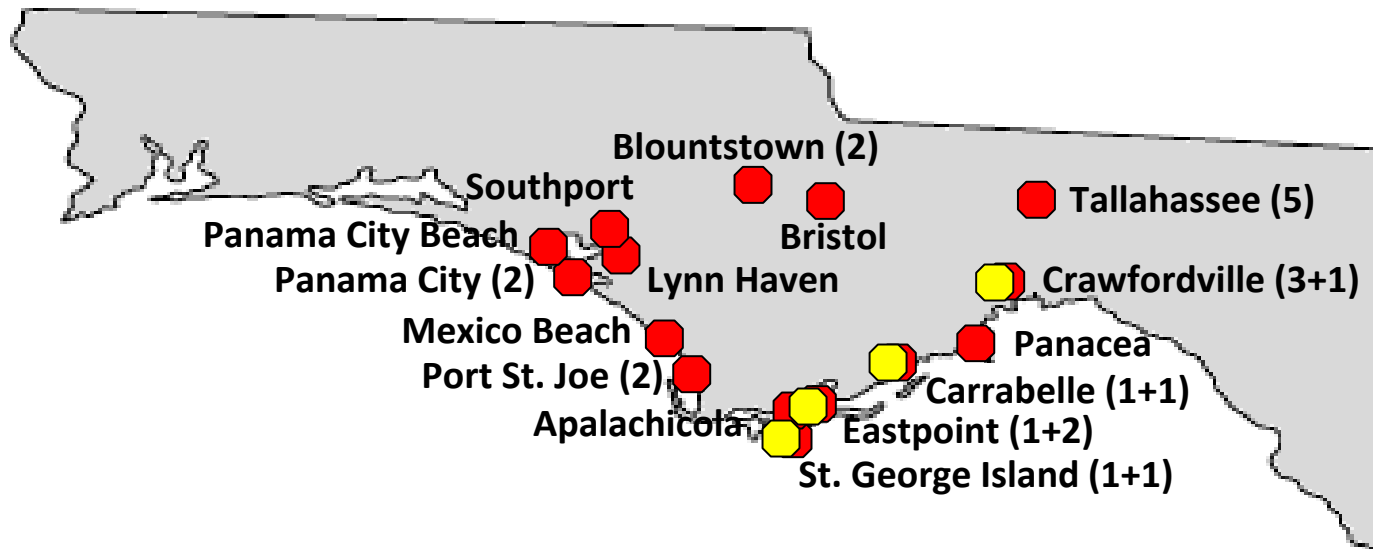 Blountstown (2)
Southport
Tallahassee (5)
Panama City Beach
Bristol
Panama City (2)
Lynn Haven
Crawfordville (3+1)
Mexico Beach
Panacea
Port St. Joe (2)
Carrabelle (1+1)
Apalachicola
Eastpoint (1+2)
St. George Island (1+1)